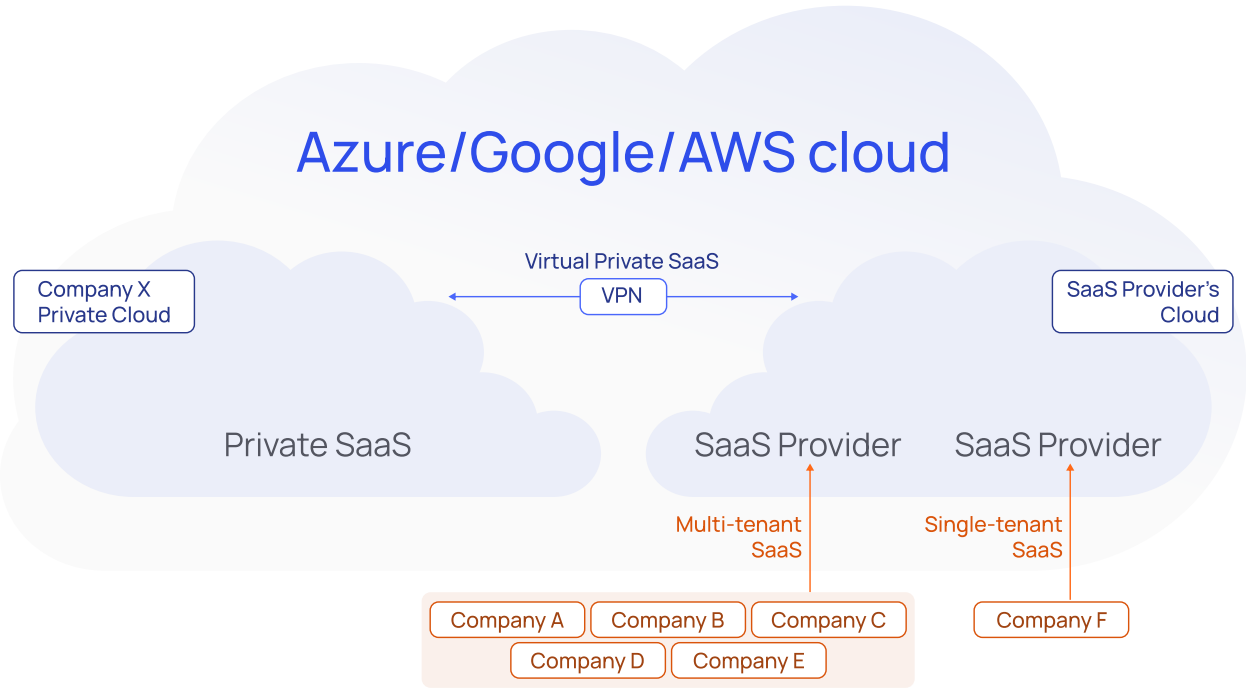 Azure/Google/AWS cloud
Virtual Private SaaS
VPN
Company X
Private Cloud
SaaS Provider's
Cloud
Private SaaS
SaaS Provider
SaaS Provider
Multi-tenant
SaaS
Single-tenant
SaaS
Company A
Company B
Company C
Company D
Company E
Company F